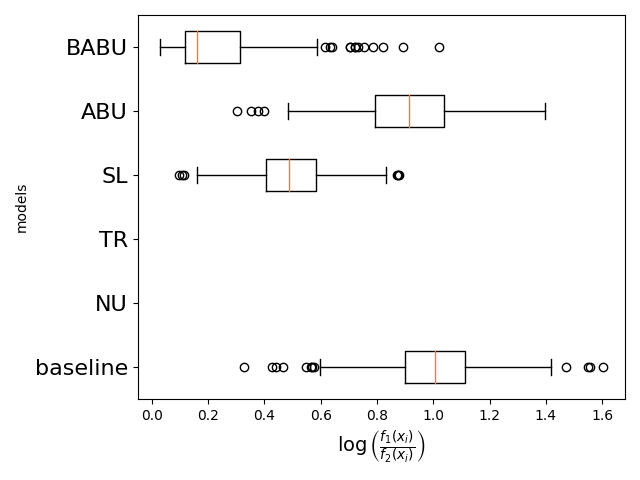 BABU
ABU
SL
TR
NU
baseline
models
0.0 0.2 0.4 0.6 0.8 1.0 1.2 1.4 1.6
log(f₁(xᵢ)/f₂(xᵢ))